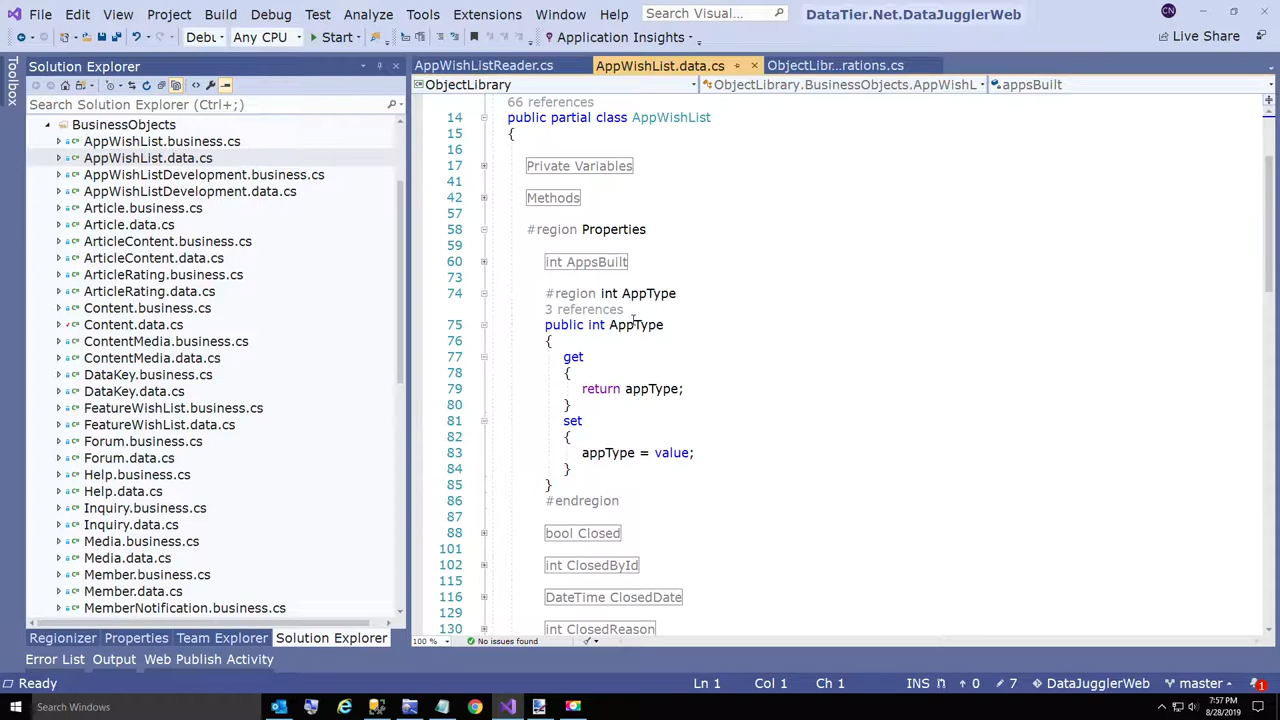 File Edit View Project Build Debug Test Analyze Tools Extensions Window Help Search Visual... DataTier.Net.DataJugglerWeb CN
Debu Any CPU Start Application Insights Live Share
Toolbox
Solution Explorer
Search Solution Explorer (Ctrl+;)
BusinessObjects
AppWishList.business.cs
AppWishList.data.cs
AppWishListDevelopment.business.cs
AppWishListDevelopment.data.cs
Article.business.cs
Article.data.cs
ArticleContent.business.cs
ArticleContent.data.cs
ArticleRating.business.cs
ArticleRating.data.cs
Content.business.cs
Content.data.cs
ContentMedia.business.cs
ContentMedia.data.cs
DataKey.business.cs
DataKey.data.cs
FeatureWishList.business.cs
FeatureWishList.data.cs
Forum.business.cs
Forum.data.cs
Help.business.cs
Help.data.cs
Inquiry.business.cs
Inquiry.data.cs
Media.business.cs
Media.data.cs
Member.business.cs
Member.data.cs
MemberNotification.business.cs
Regionizer Properties Team Explorer Solution Explorer
AppWishListReader.cs AppWishList.data.cs ObjectLibr...rations.cs
ObjectLibrary ObjectLibrary.BusinessObjects.AppWishL appsBuilt
66 references
14 public partial class AppWishList
15 {
16
17 Private Variables
41
42 Methods
57
58 #region Properties
59
60 int AppsBuilt
73
74 #region int AppType
3 references
75 public int AppType
76 {
77 get
78 {
79 return appType;
80 }
81 set
82 {
83 appType = value;
84 }
85 }
86 #endregion
87
88 bool Closed
101
102 int ClosedById
115
116 DateTime ClosedDate
129
130 int ClosedReason
100 % No issues found
Error List Output Web Publish Activity
Ready Ln 1 Col 1 Ch 1 INS 0 7 DataJugglerWeb master 1
Search Windows 7:57 PM
8/28/2019